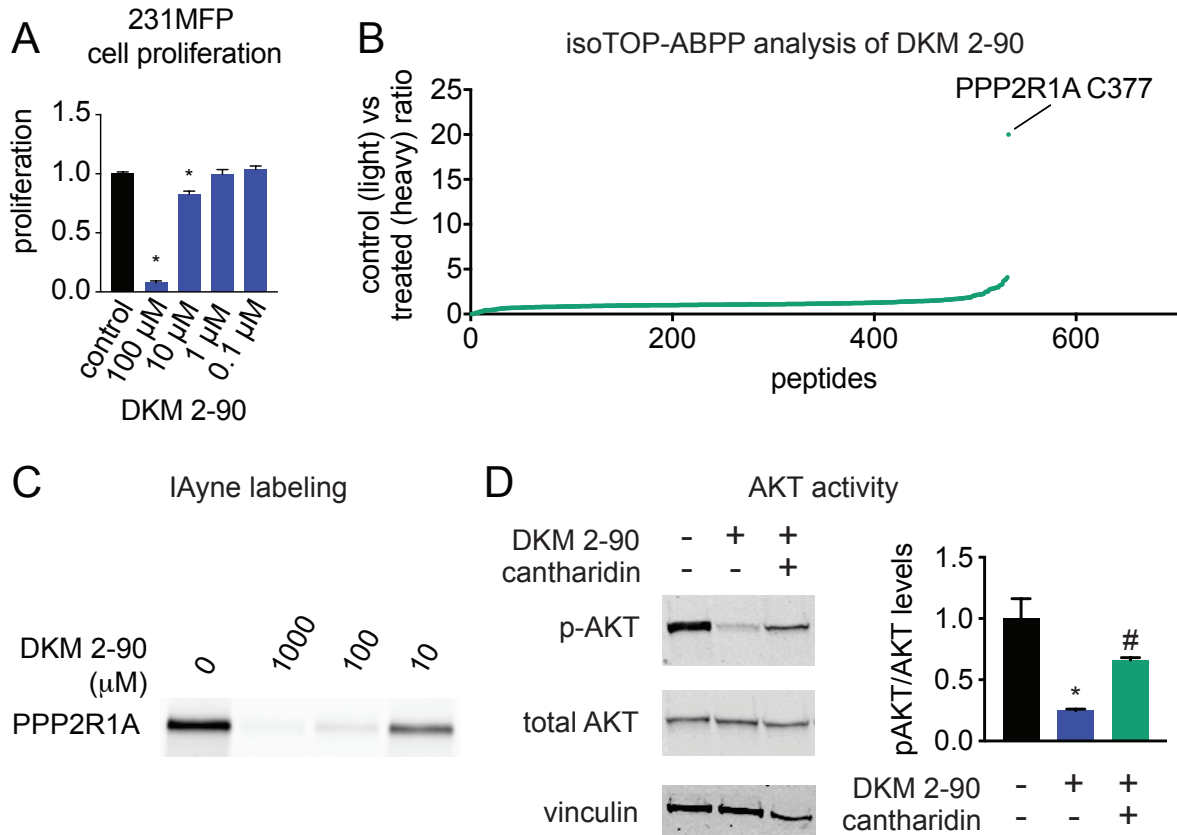 A
231MFP
cell proliferation
proliferation
1.5
1.0
0.5
0.0
*
*
control
100 µM
10 µM
1 µM
0.1 µM
DKM 2-90
B
isoTOP-ABPP analysis of DKM 2-90
control (light) vs
treated (heavy) ratio
25
20
15
10
5
0
PPP2R1A C377
0 200 400 600
peptides
C
IAyne labeling
DKM 2-90
(µM)
0 1000 100 10
PPP2R1A
D
AKT activity
DKM 2-90 - + +
cantharidin - - +
p-AKT
total AKT
vinculin
pAKT/AKT levels
1.5
1.0
0.5
0.0
*
#
DKM 2-90 - + +
cantharidin - - +